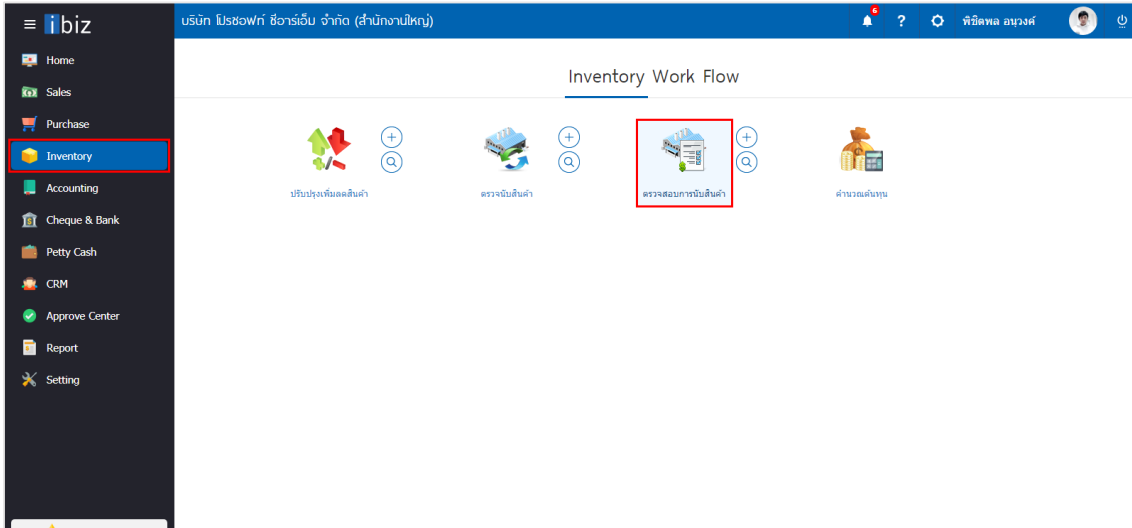 ibiz
บริษัท โปรซอฟท์ ซีอาร์เอ็ม จำกัด (สำนักงานใหญ่)
6
?
พิชิตพล อนุวงศ์
Home
Sales
Purchase
Inventory
Accounting
Cheque & Bank
Petty Cash
CRM
Approve Center
Report
Setting
Inventory Work Flow
ปรับปรุงเพิ่มลดสินค้า
ตรวจนับสินค้า
ตรวจสอบการนับสินค้า
คำนวณต้นทุน